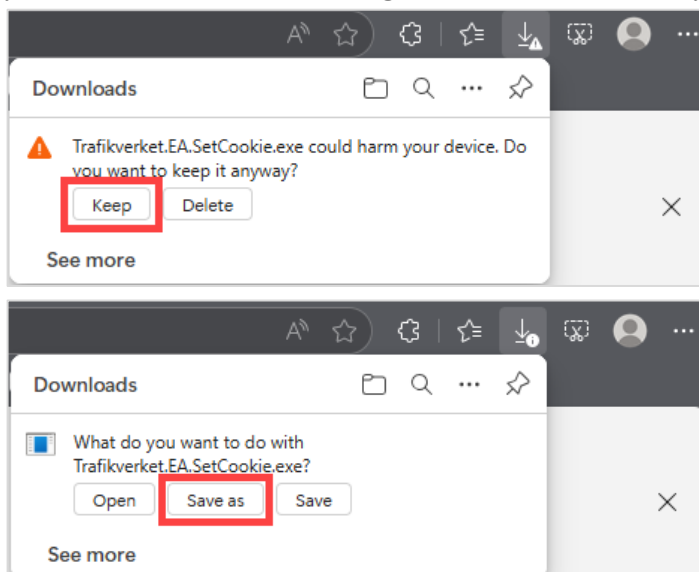 Downloads
Trafikverket.EA.SetCookie.exe could harm your device. Do
you want to keep it anyway?
Keep Delete
See more
Downloads
What do you want to do with
Trafikverket.EA.SetCookie.exe?
Open Save as Save
See more